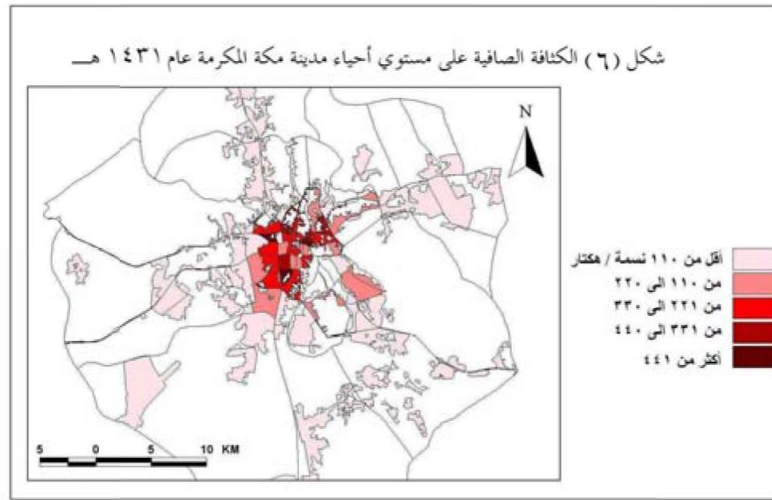 شكل (٦) الكثافة الصافية على مستوي أحياء مدينة مكة المكرمة عام ١٤٣١ هـــ
N
أقل من ١١٠ نسمة / هكتار
من ١١٠ الى ٢٢٠
من ٢٢١ الى ٣٣٠
من ٣٣١ الى ٤٤٠
أكثر من ٤٤١
5 0 5 10 KM